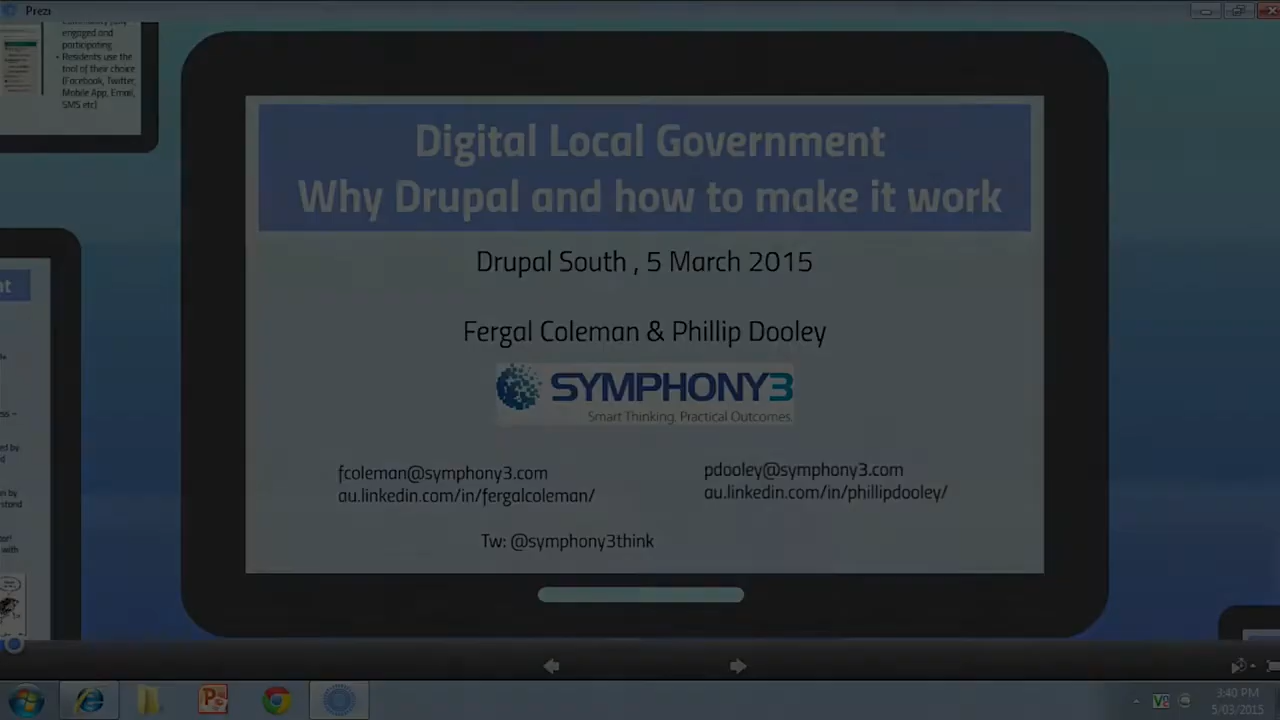 Prezi
engaged and
participating
• Residents use the
tool of their choice
(Facebook, Twitter,
Mobile App, Email,
SMS etc)
Digital Local Government
Why Drupal and how to make it work
Drupal South , 5 March 2015
Fergal Coleman & Phillip Dooley
SYMPHONY3
Smart Thinking. Practical Outcomes.
fcoleman@symphony3.com
au.linkedin.com/in/fergalcoleman/
pdooley@symphony3.com
au.linkedin.com/in/phillipdooley/
Tw: @symphony3think
3:40 PM
5/03/2015